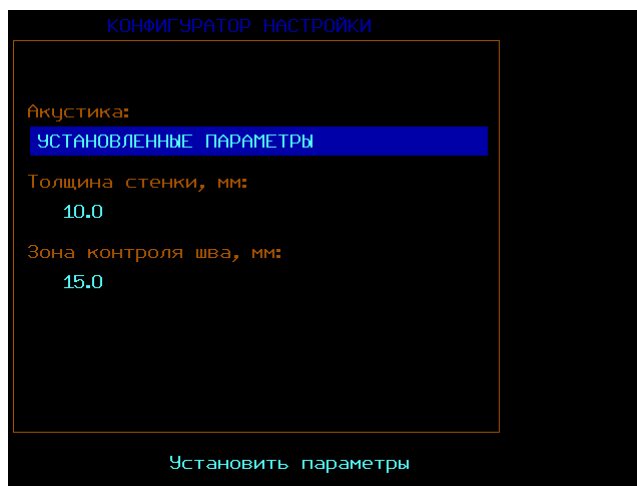 КОНФИГУРАТОР НАСТРОЙКИ
Акустика:
УСТАНОВЛЕННЫЕ ПАРАМЕТРЫ
Толщина стенки, мм:
10.0
Зона контроля шва, мм:
15.0
Установить параметры